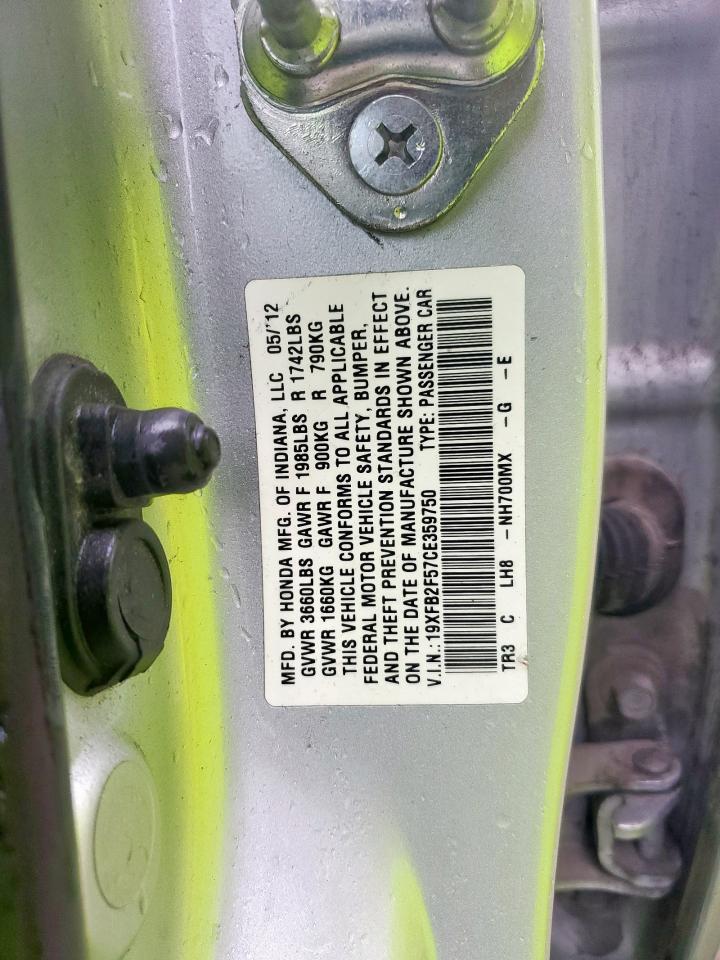 MFD. BY HONDA MFG. OF INDIANA, LLC 05/'12
GVWR 3660LBS GAWR F 1985LBS R 1742LBS
GVWR 1660KG GAWR F 900KG R 790KG
THIS VEHICLE CONFORMS TO ALL APPLICABLE
FEDERAL MOTOR VEHICLE SAFETY, BUMPER,
AND THEFT PREVENTION STANDARDS IN EFFECT
ON THE DATE OF MANUFACTURE SHOWN ABOVE.
V.I.N.:19XFB2F57CE359750 TYPE: PASSENGER CAR
TR3 C LH8 -NH700MX -G -E